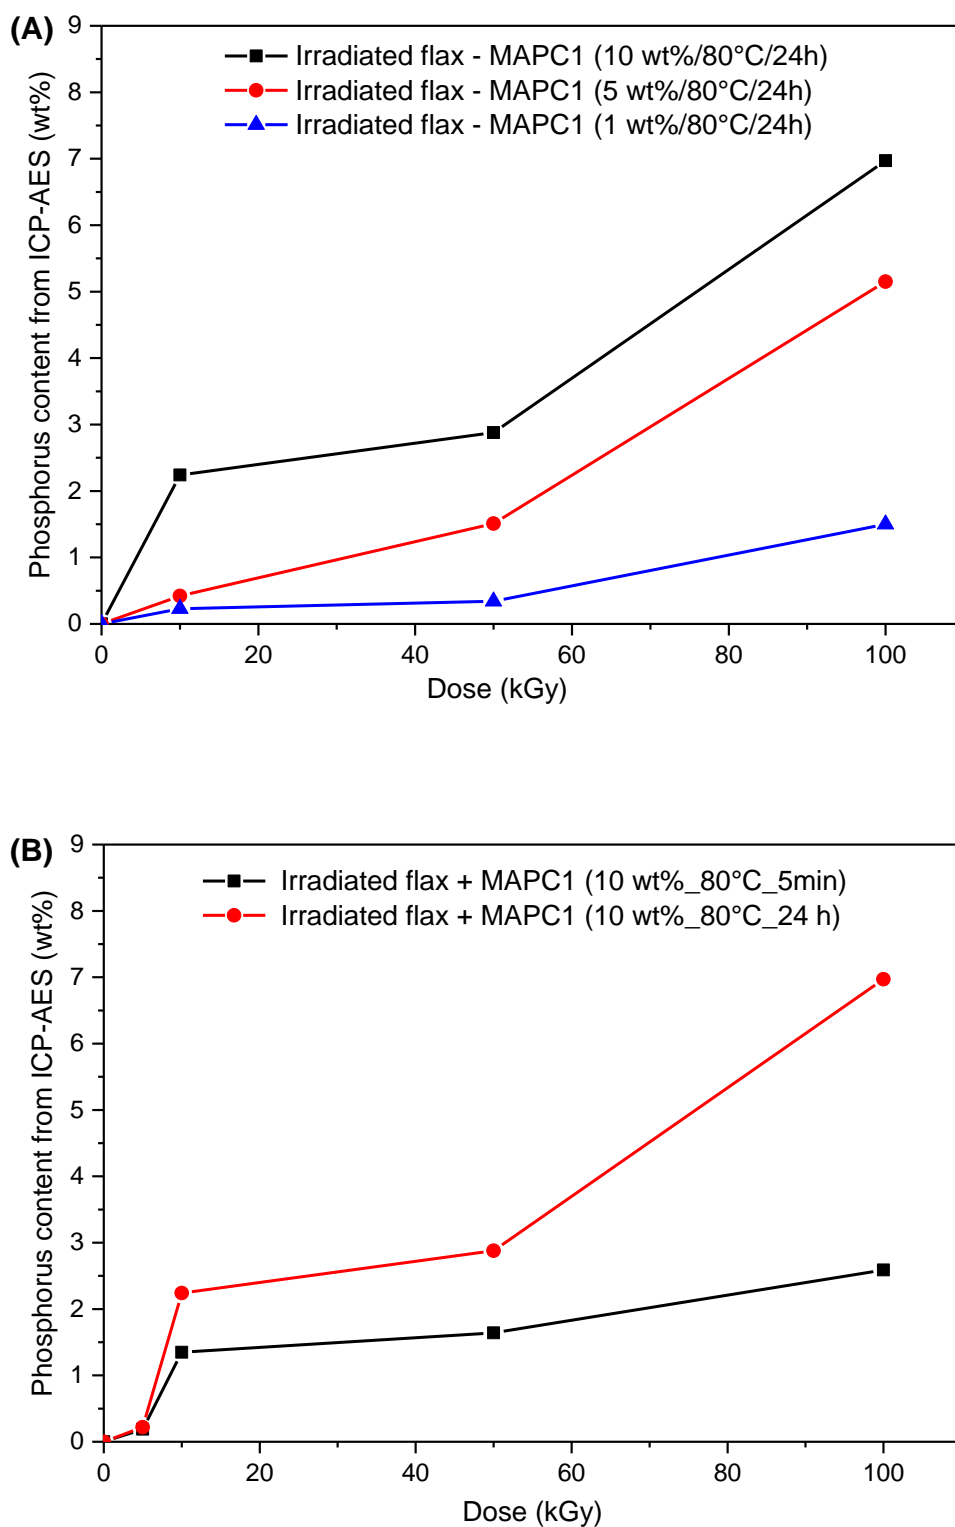 (A)
Irradiated flax - MAPC1 (10 wt%/80°C/24h)
Irradiated flax - MAPC1 (5 wt%/80°C/24h)
Irradiated flax - MAPC1 (1 wt%/80°C/24h)
Phosphorus content from ICP-AES (wt%)
9
8
7
6
5
4
3
2
1
0
0 20 40 60 80 100
Dose (kGy)
(B)
Irradiated flax + MAPC1 (10 wt%_80°C_5min)
Irradiated flax + MAPC1 (10 wt%_80°C_24 h)
Phosphorus content from ICP-AES (wt%)
9
8
7
6
5
4
3
2
1
0
0 20 40 60 80 100
Dose (kGy)